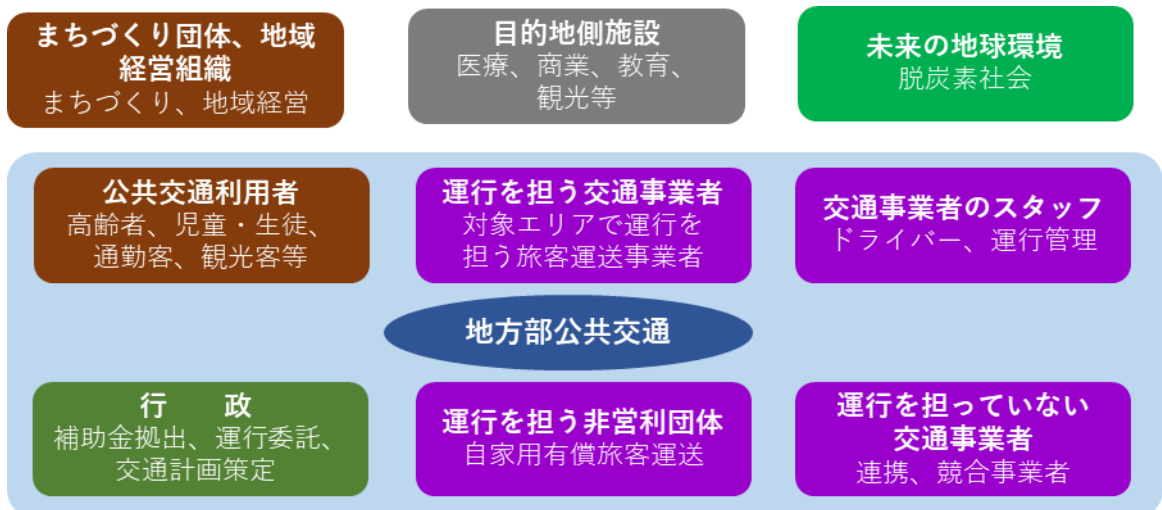 まちづくり団体、地域
経営組織
まちづくり、地域経営
目的地側施設
医療、商業、教育、
観光等
未来の地球環境
脱炭素社会
公共交通利用者
高齢者、児童・生徒、
通勤客、観光客等
運行を担う交通事業者
対象エリアで運行を
担う旅客運送事業者
交通事業者のスタッフ
ドライバー、運行管理
地方部公共交通
行　　政
補助金拠出、運行委託、
交通計画策定
運行を担う非営利団体
自家用有償旅客運送
運行を担っていない
交通事業者
連携、競合事業者